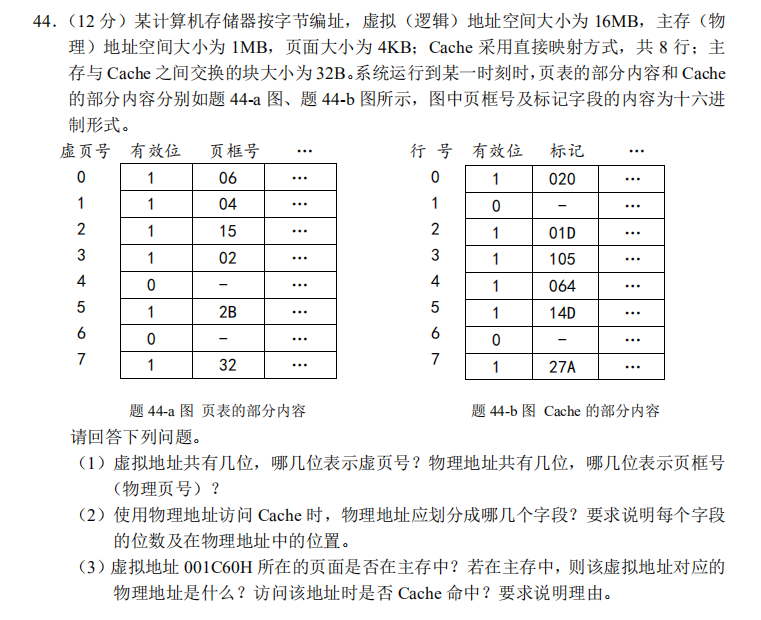 44.（12 分）某计算机存储器按字节编址，虚拟（逻辑）地址空间大小为 16MB，主存（物
理）地址空间大小为 1MB，页面大小为 4KB；Cache 采用直接映射方式，共 8 行；主
存与 Cache 之间交换的块大小为 32B。系统运行到某一时刻时，页表的部分内容和 Cache
的部分内容分别如题 44-a 图、题 44-b 图所示，图中页框号及标记字段的内容为十六进
制形式。
虚页号 有效位 页框号 …
0 1 06 …
1 1 04 …
2 1 15 …
3 1 02 …
4 0 – …
5 1 2B …
6 0 – …
7 1 32 …
题 44-a 图 页表的部分内容
行 号 有效位 标记 …
0 1 020 …
1 0 – …
2 1 01D …
3 1 105 …
4 1 064 …
5 1 14D …
6 0 – …
7 1 27A …
题 44-b 图 Cache 的部分内容
请回答下列问题。
（1）虚拟地址共有几位，哪几位表示虚页号？物理地址共有几位，哪几位表示页框号
（物理页号）？
（2）使用物理地址访问 Cache 时，物理地址应划分成哪几个字段？要求说明每个字段
的位数及在物理地址中的位置。
（3）虚拟地址 001C60H 所在的页面是否在主存中？若在主存中，则该虚拟地址对应的
物理地址是什么？访问该地址时是否 Cache 命中？要求说明理由。